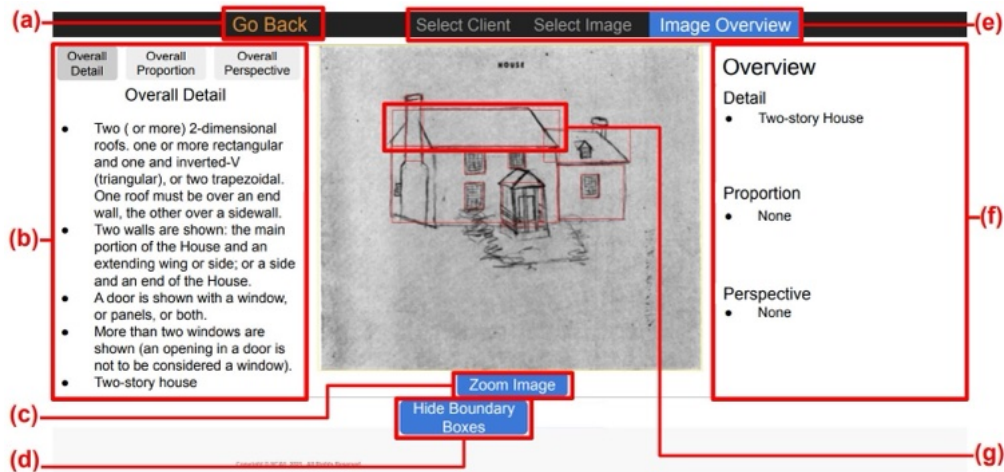 (a)
Go Back
Select Client Select Image Image Overview
(e)
Overall Detail
Overall Proportion
Overall Perspective
Overall Detail
• Two ( or more) 2-dimensional
roofs. one or more rectangular
and one and inverted-V
(triangular), or two trapezoidal.
One roof must be over an end
wall, the other over a sidewall.
• Two walls are shown: the main
portion of the House and an
extending wing or side; or a side
and an end of the House.
• A door is shown with a window,
or panels, or both.
• More than two windows are
shown (an opening in a door is
not to be considered a window).
• Two-story house
(b)
HOUSE
Overview
Detail
• Two-story House
Proportion
• None
Perspective
• None
(f)
Zoom Image
(c)
Hide Boundary
Boxes
(d)
(g)
Copyright © 2021. All Rights Reserved